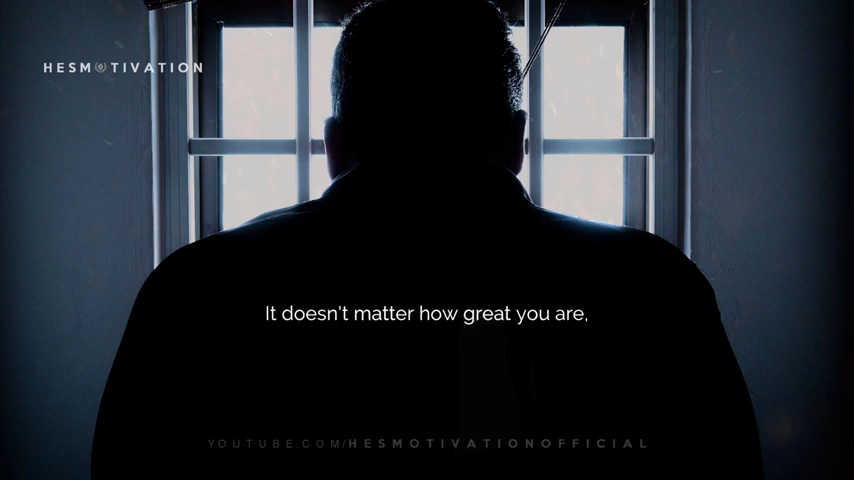 HESMOTIVATION
It doesn't matter how great you are,
YOUTUBE.COM/HESMOTIVATIONOFFICIAL